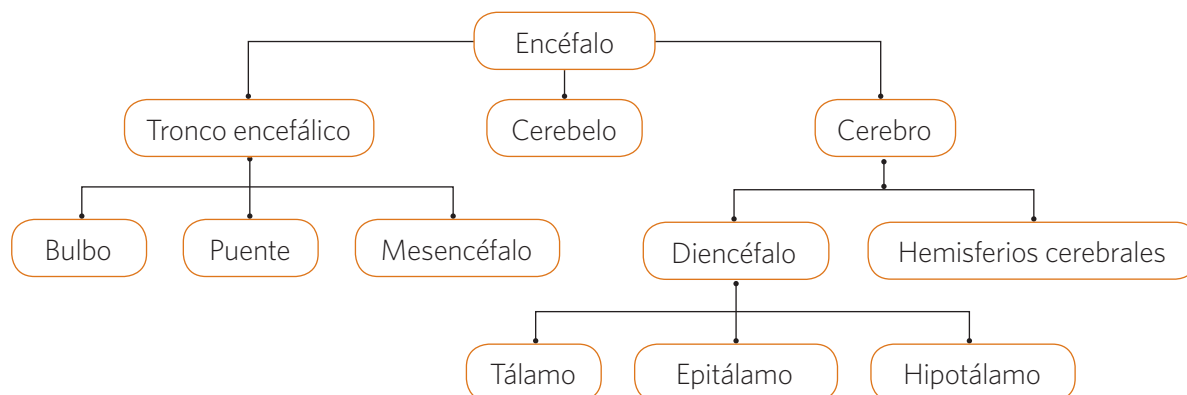 Encéfalo
Tronco encefálico
Cerebelo
Cerebro
Bulbo
Puente
Mesencéfalo
Diencéfalo
Hemisferios cerebrales
Tálamo
Epitálamo
Hipotálamo